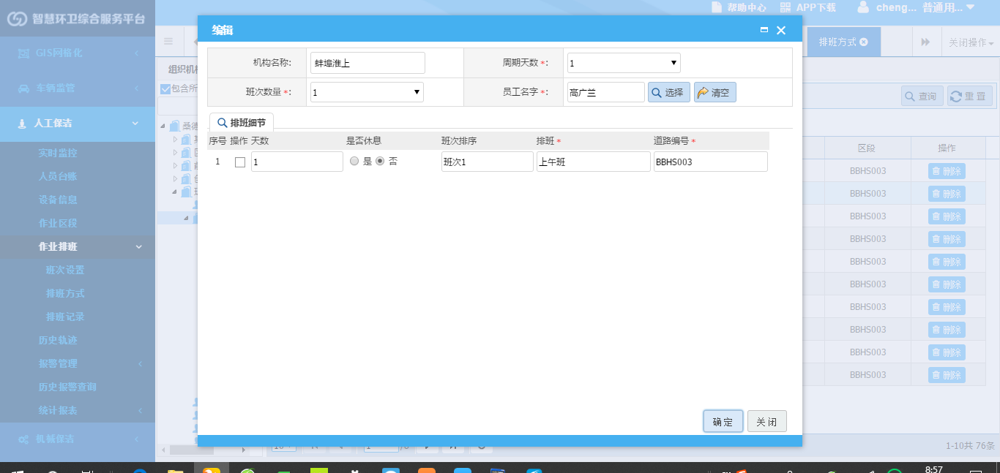 智慧环卫综合服务平台
帮助中心 APP下载 cheng... 普通用...
GIS网格化
车辆监管
人工保洁
实时监控
人员台账
设备信息
作业区段
作业排班
班次设置
排班方式
排班记录
历史轨迹
报警管理
历史报警查询
统计报表
机械保洁
组织机
包含所
桑德
编辑
机构名称: 蚌埠淮上 周期天数*: 1
班次数量*: 1 员工名字*: 高广兰 选择 清空
排班细节
序号 操作 天数 是否休息 班次排序 排班* 道路编号*
1 1 是 否 班次1 上午班 BBHS003
确定 关闭
排班方式 关闭操作
查询 重置
区段 操作
BBHS003 删除
BBHS003 删除
BBHS003 删除
BBHS003 删除
BBHS003 删除
BBHS003 删除
BBHS003 删除
BBHS003 删除
BBHS003 删除
BBHS003 删除
1-10共 76条
8:57